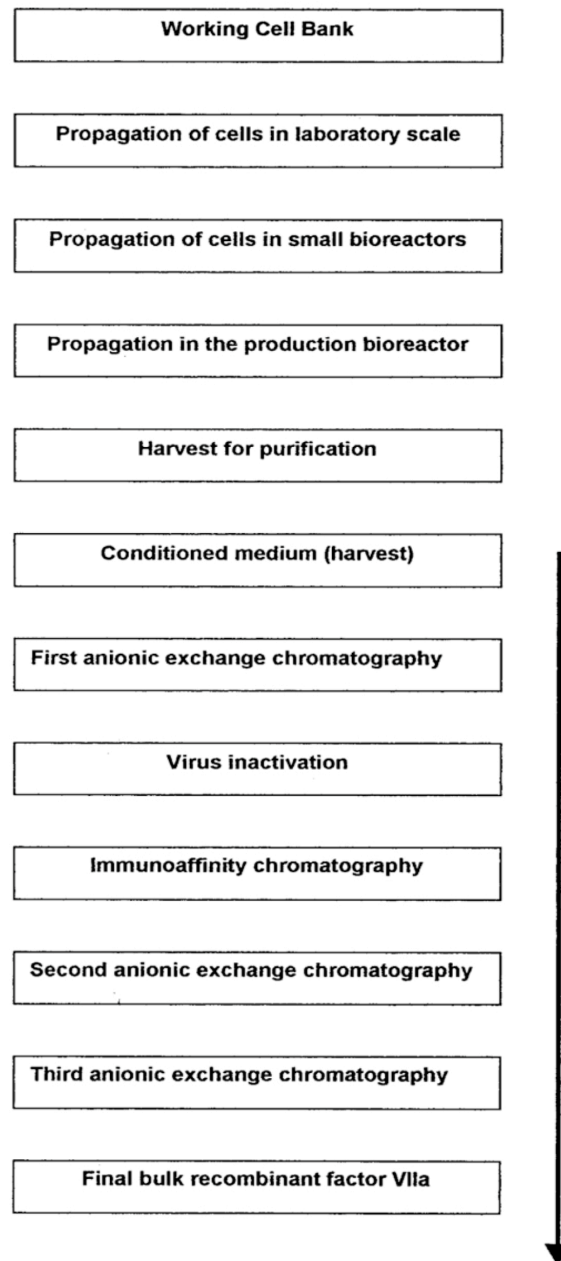 Working Cell Bank
Propagation of cells in laboratory scale
Propagation of cells in small bioreactors
Propagation in the production bioreactor
Harvest for purification
Conditioned medium (harvest)
First anionic exchange chromatography
Virus inactivation
Immunoaffinity chromatography
Second anionic exchange chromatography
Third anionic exchange chromatography
Final bulk recombinant factor VIIa